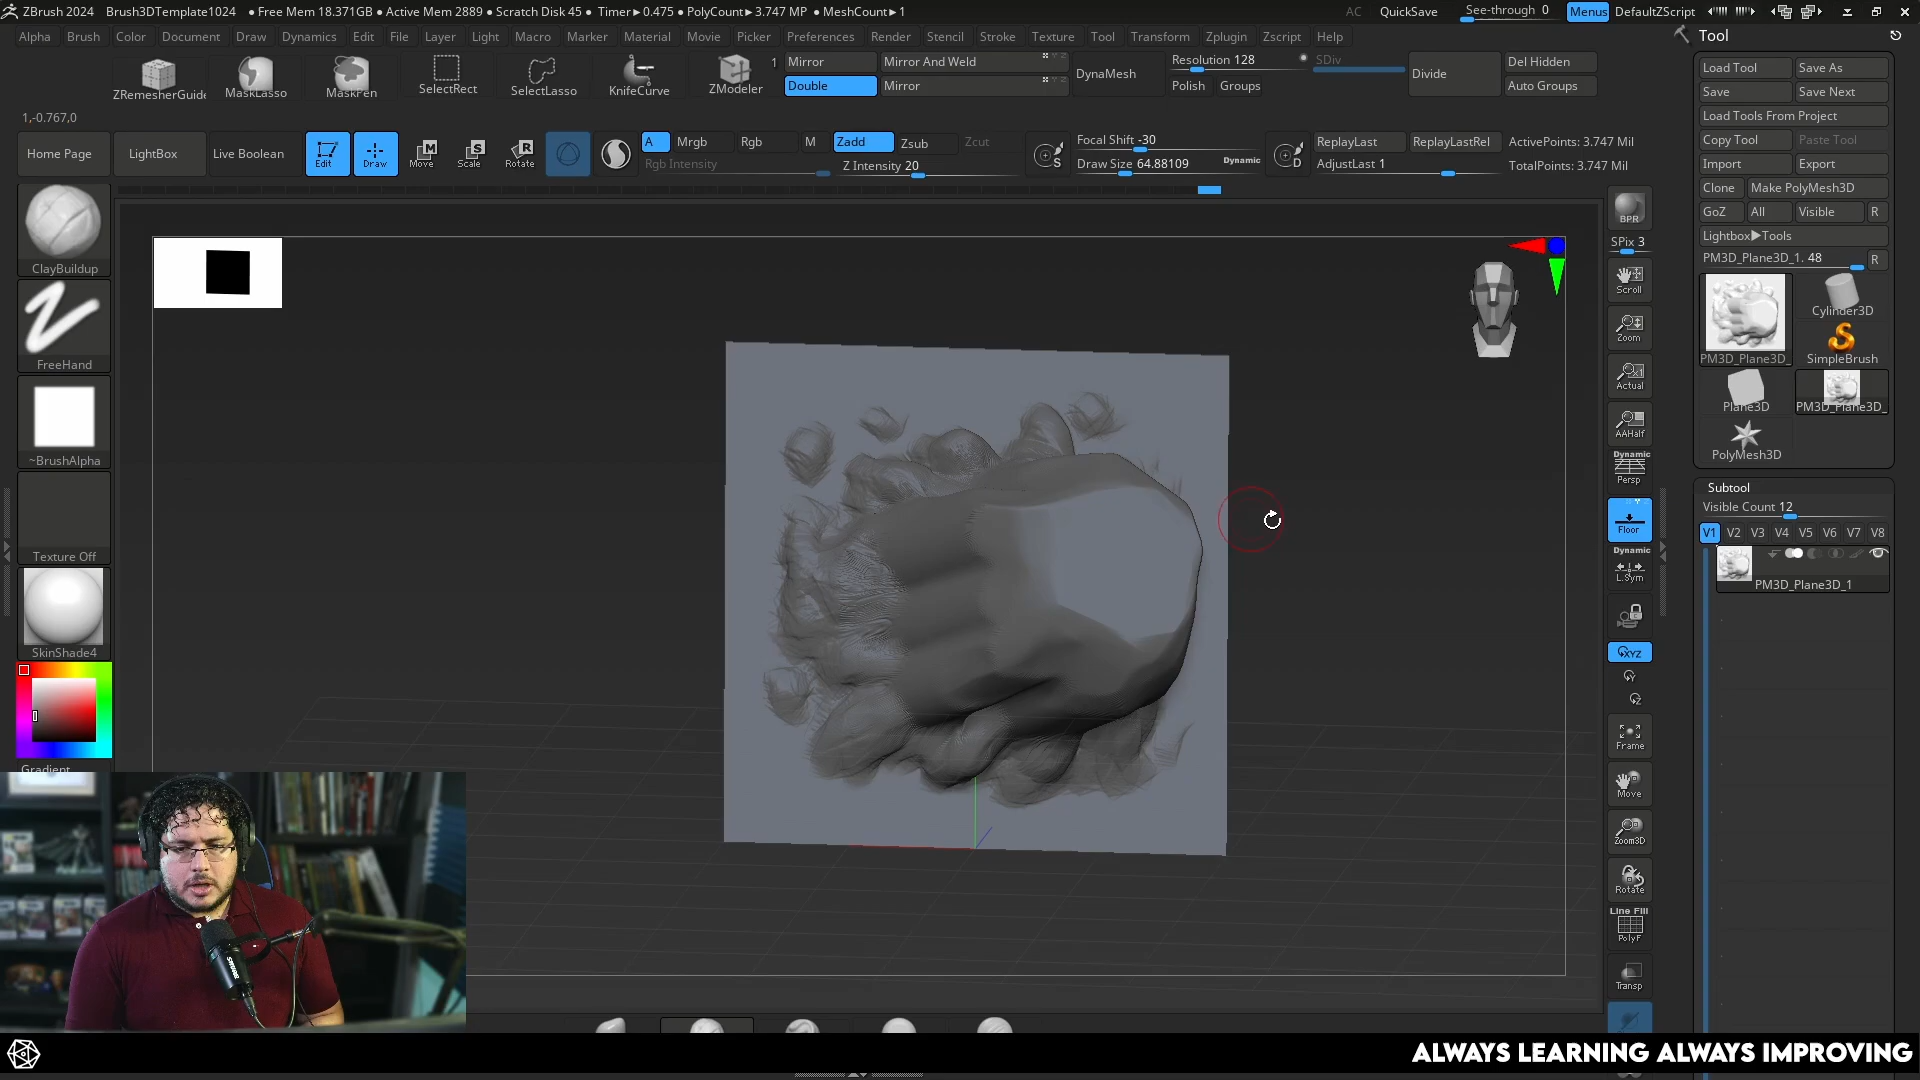 ZBrush 2024 Brush3DTemplate1024 ● Free Mem 18.371GB ● Active Mem 2889 ● Scratch Disk 45 ● Timer►0.475 ● PolyCount►3.747 MP ● MeshCount►1 AC QuickSave See-through 0 Menus DefaultZScript
Alpha Brush Color Document Draw Dynamics Edit File Layer Light Macro Marker Material Movie Picker Preferences Render Stencil Stroke Texture Tool Transform Zplugin Zscript Help
ZRemesherGuide MaskLasso MaskPen SelectRect SelectLasso KnifeCurve ZModeler
1 Mirror Mirror And Weld
Double Mirror
DynaMesh
Resolution 128
Polish Groups
SDiv
Divide
Del Hidden
Auto Groups
1,-0.767,0
Home Page LightBox Live Boolean
Edit Draw Move Scale Rotate
A Mrgb Rgb M
Rgb Intensity
Zadd Zsub Zcut
Z Intensity 20
S
Focal Shift -30
Draw Size 64.88109 Dynamic
D
ReplayLast ReplayLastRel
AdjustLast 1
ActivePoints: 3.747 Mil
TotalPoints: 3.747 Mil
ClayBuildup
FreeHand
~BrushAlpha
Texture Off
SkinShade4
Gradient
BPR
SPix 3
Scroll
Zoom
Actual
AAHalf
Dynamic
Persp
Floor
Dynamic
L.Sym
XYZ
Y
Z
Frame
Move
Zoom3D
Rotate
Line Fill
PolyF
Transp
Tool
Load Tool Save As
Save Save Next
Load Tools From Project
Copy Tool Paste Tool
Import Export
Clone Make PolyMesh3D
GoZ All Visible R
Lightbox►Tools
PM3D_Plane3D_1. 48 R
PM3D_Plane3D_ Cylinder3D
SimpleBrush
Plane3D PM3D_Plane3D_
PolyMesh3D
Subtool
Visible Count 12
V1 V2 V3 V4 V5 V6 V7 V8
PM3D_Plane3D_1
ALWAYS LEARNING ALWAYS IMPROVING